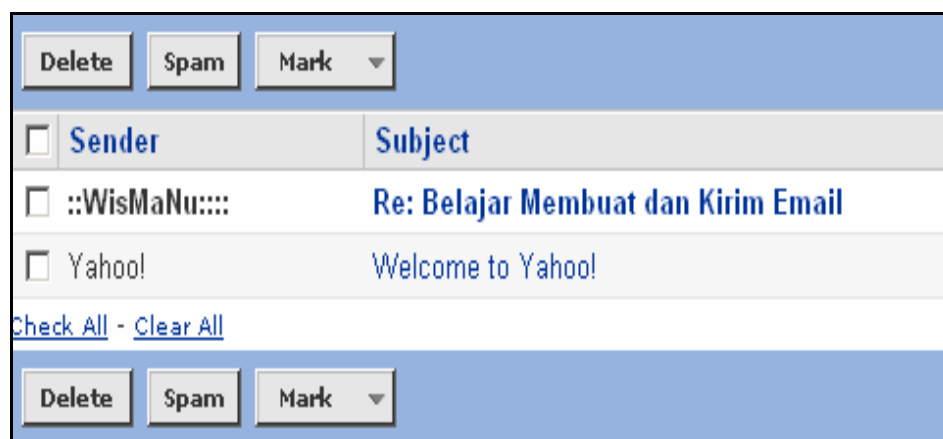 Delete Spam Mark
Sender Subject
::WisMaNu:::: Re: Belajar Membuat dan Kirim Email
Yahoo! Welcome to Yahoo!
Check All - Clear All
Delete Spam Mark